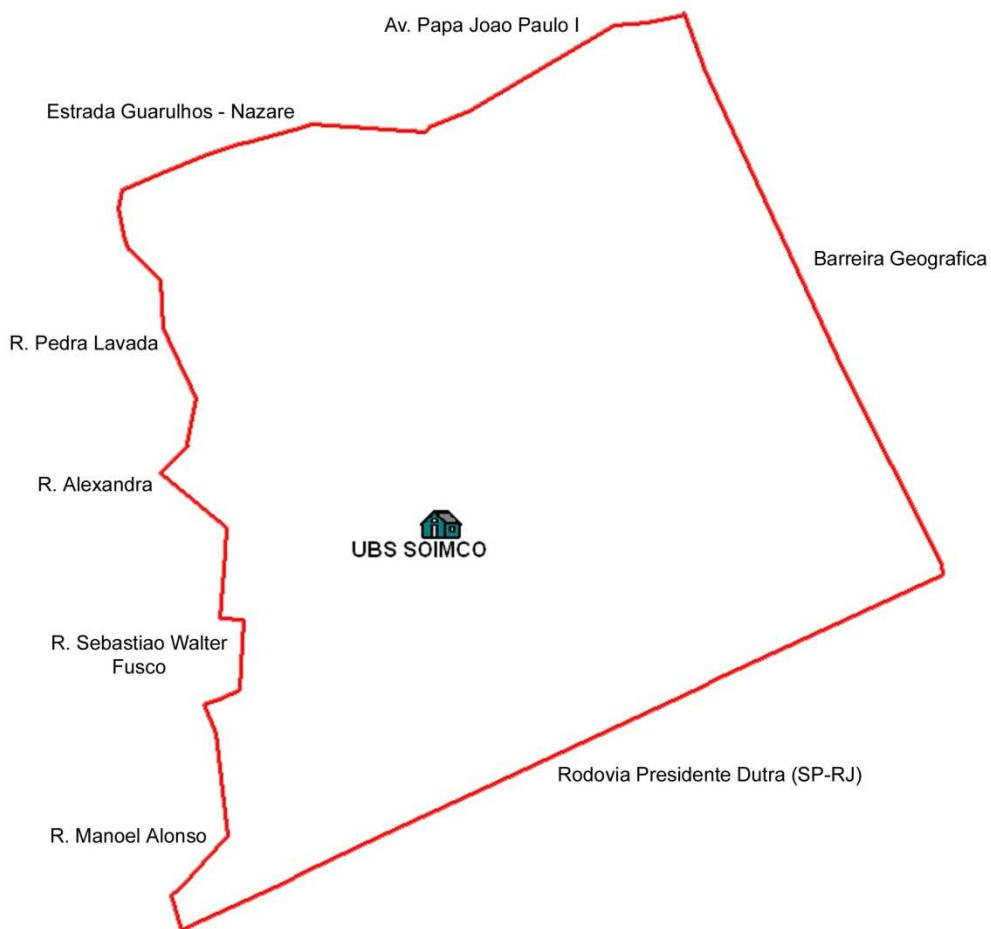 Av. Papa Joao Paulo I
Estrada Guarulhos - Nazare
Barreira Geografica
R. Pedra Lavada
R. Alexandra
UBS SOIMCO
R. Sebastiao Walter
Fusco
Rodovia Presidente Dutra (SP-RJ)
R. Manoel Alonso